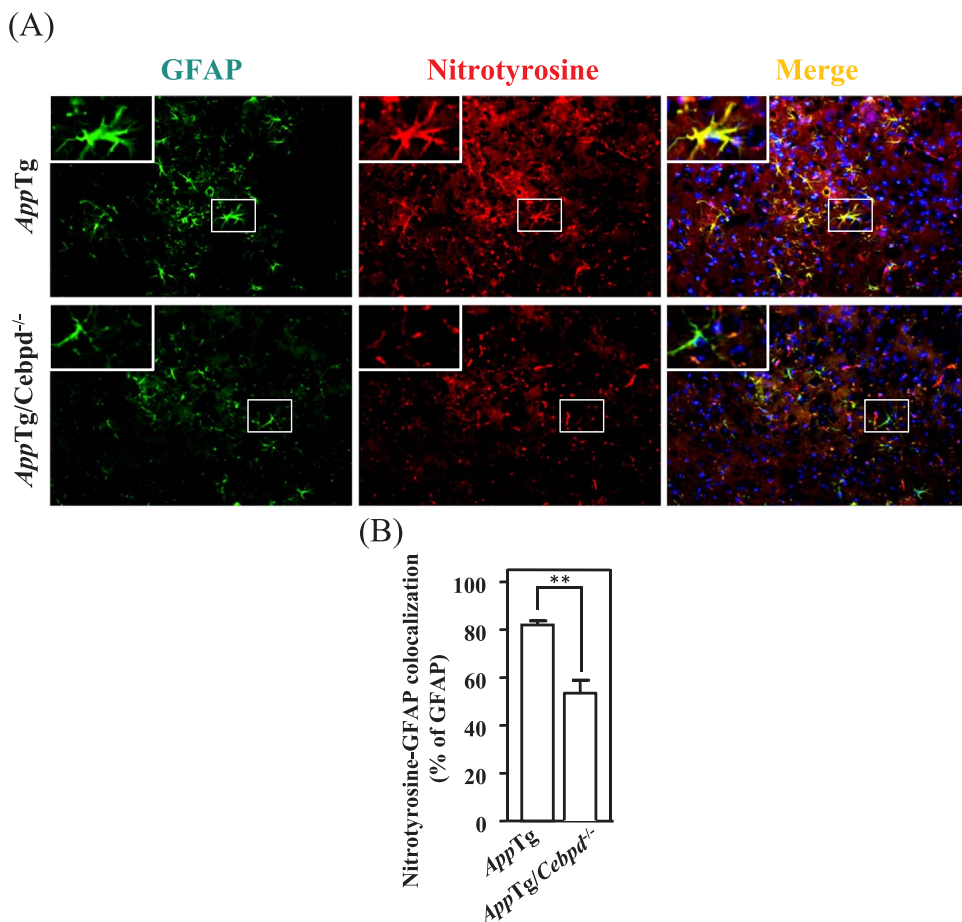 (A)
GFAP Nitrotyrosine Merge
AppTg
AppTg/Cebpd-/-
(B)
Nitrotyrosine-GFAP colocalization
(% of GFAP)
100
80
60
40
20
0
**
AppTg
AppTg/Cebpd-/-